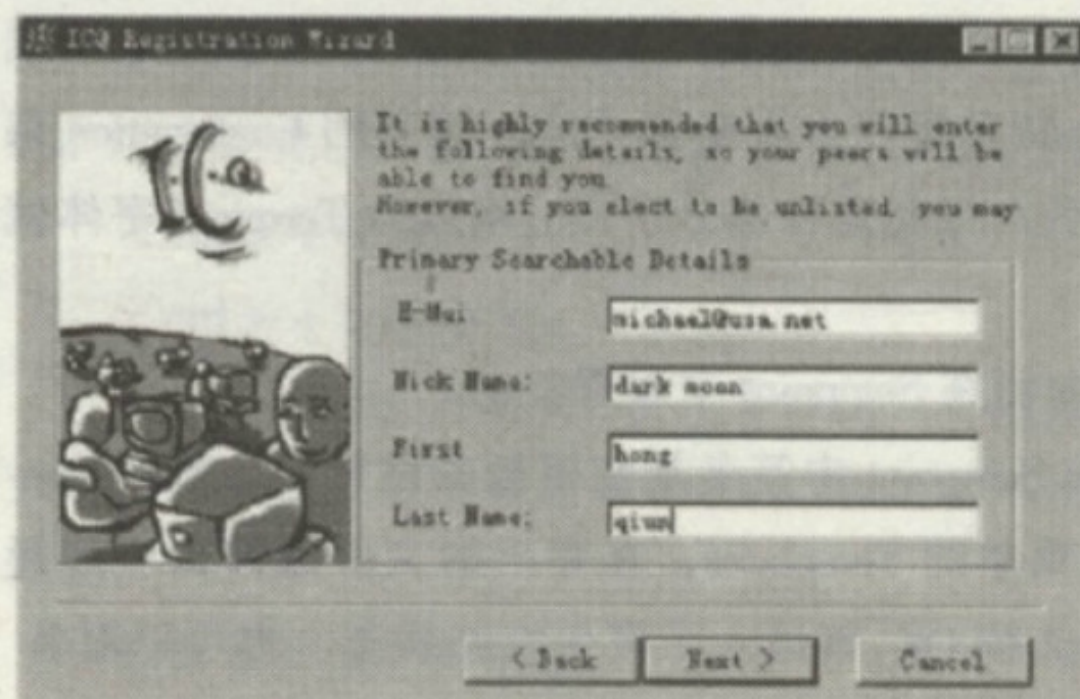 ICQ Registration Wizard
ICQ
It is highly recommended that you will enter
the following details, so your peers will be
able to find you.
However, if you elect to be unlisted, you may
Primary Searchable Details
E-Mai
michael@usa.net
Nick Name:
dark moon
First
hong
Last Name:
qiun
< Back
Next >
Cancel